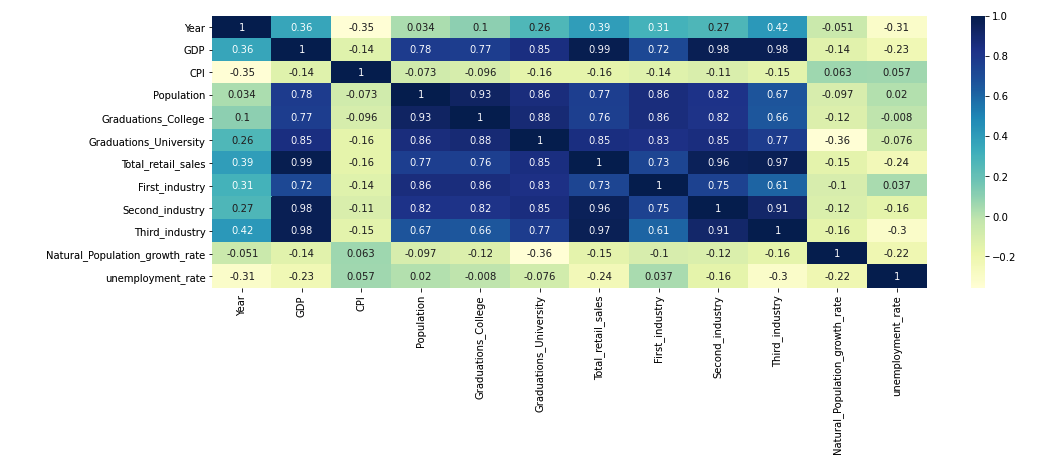 Year 1 0.36 -0.35 0.034 0.1 0.26 0.39 0.31 0.27 0.42 -0.051 -0.31
GDP 0.36 1 -0.14 0.78 0.77 0.85 0.99 0.72 0.98 0.98 -0.14 -0.23
CPI -0.35 -0.14 1 -0.073 -0.096 -0.16 -0.16 -0.14 -0.11 -0.15 0.063 0.057
Population 0.034 0.78 -0.073 1 0.93 0.86 0.77 0.86 0.82 0.67 -0.097 0.02
Graduations_College 0.1 0.77 -0.096 0.93 1 0.88 0.76 0.86 0.82 0.66 -0.12 -0.008
Graduations_University 0.26 0.85 -0.16 0.86 0.88 1 0.85 0.83 0.85 0.77 -0.36 -0.076
Total_retail_sales 0.39 0.99 -0.16 0.77 0.76 0.85 1 0.73 0.96 0.97 -0.15 -0.24
First_industry 0.31 0.72 -0.14 0.86 0.86 0.83 0.73 1 0.75 0.61 -0.1 0.037
Second_industry 0.27 0.98 -0.11 0.82 0.82 0.85 0.96 0.75 1 0.91 -0.12 -0.16
Third_industry 0.42 0.98 -0.15 0.67 0.66 0.77 0.97 0.61 0.91 1 -0.16 -0.3
Natural_Population_growth_rate -0.051 -0.14 0.063 -0.097 -0.12 -0.36 -0.15 -0.1 -0.12 -0.16 1 -0.22
unemployment_rate -0.31 -0.23 0.057 0.02 -0.008 -0.076 -0.24 0.037 -0.16 -0.3 -0.22 1
Year
GDP
CPI
Population
Graduations_College
Graduations_University
Total_retail_sales
First_industry
Second_industry
Third_industry
Natural_Population_growth_rate
unemployment_rate
1.0
0.8
0.6
0.4
0.2
0.0
−0.2